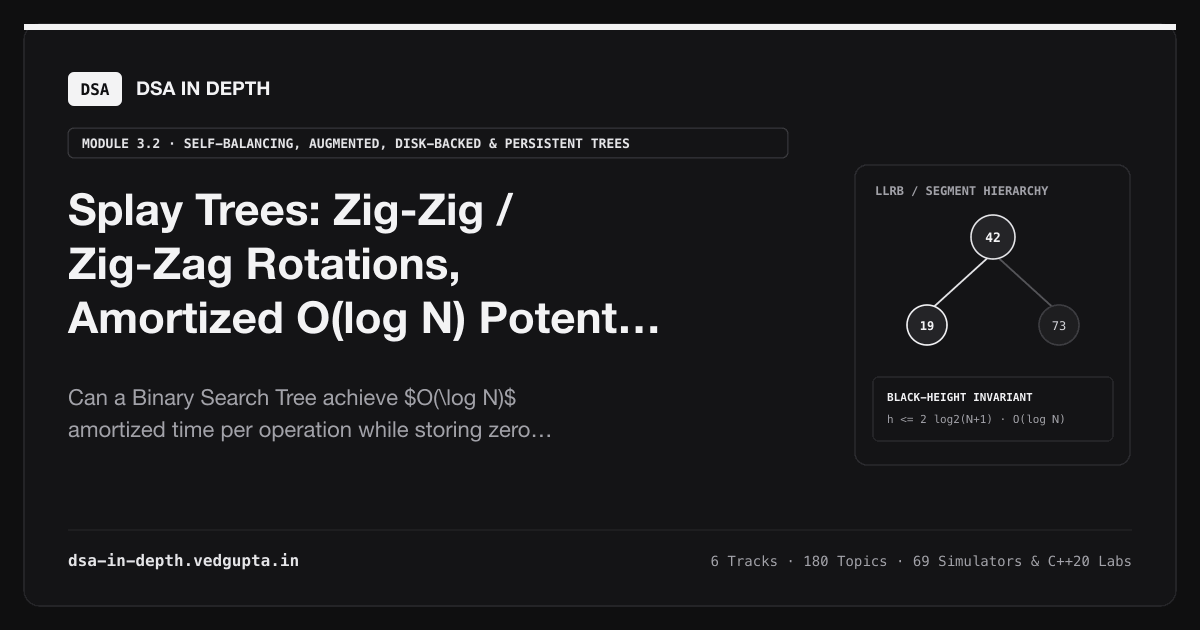 DSA
DSA IN DEPTH
MODULE 3.2 · SELF-BALANCING, AUGMENTED, DISK-BACKED & PERSISTENT TREES
Splay Trees: Zig-Zig /
Zig-Zag Rotations,
Amortized O(log N) Potent…
Can a Binary Search Tree achieve $O(\log N)$
amortized time per operation while storing zero…
LLRB / SEGMENT HIERARCHY
42
19
73
BLACK-HEIGHT INVARIANT
h <= 2 log2(N+1) · O(log N)
dsa-in-depth.vedgupta.in
6 Tracks · 180 Topics · 69 Simulators & C++20 Labs